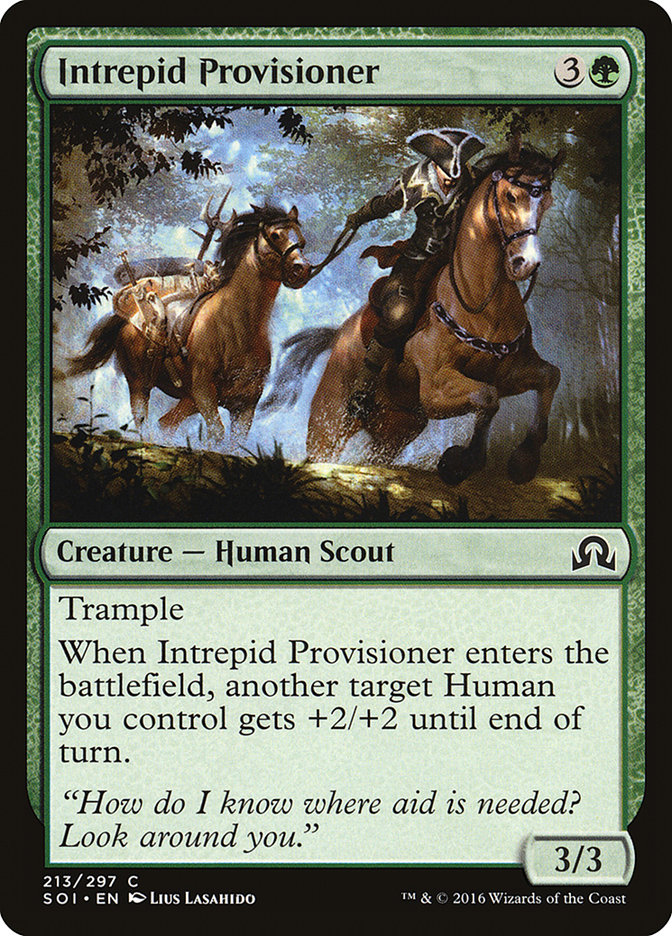 Intrepid Provisioner 3
Creature — Human Scout
Trample
When Intrepid Provisioner enters the
battlefield, another target Human
you control gets +2/+2 until end of
turn.
“How do I know where aid is needed?
Look around you.”
3/3
213/297 C
SOI • EN Lius Lasahido
™ & © 2016 Wizards of the Coast